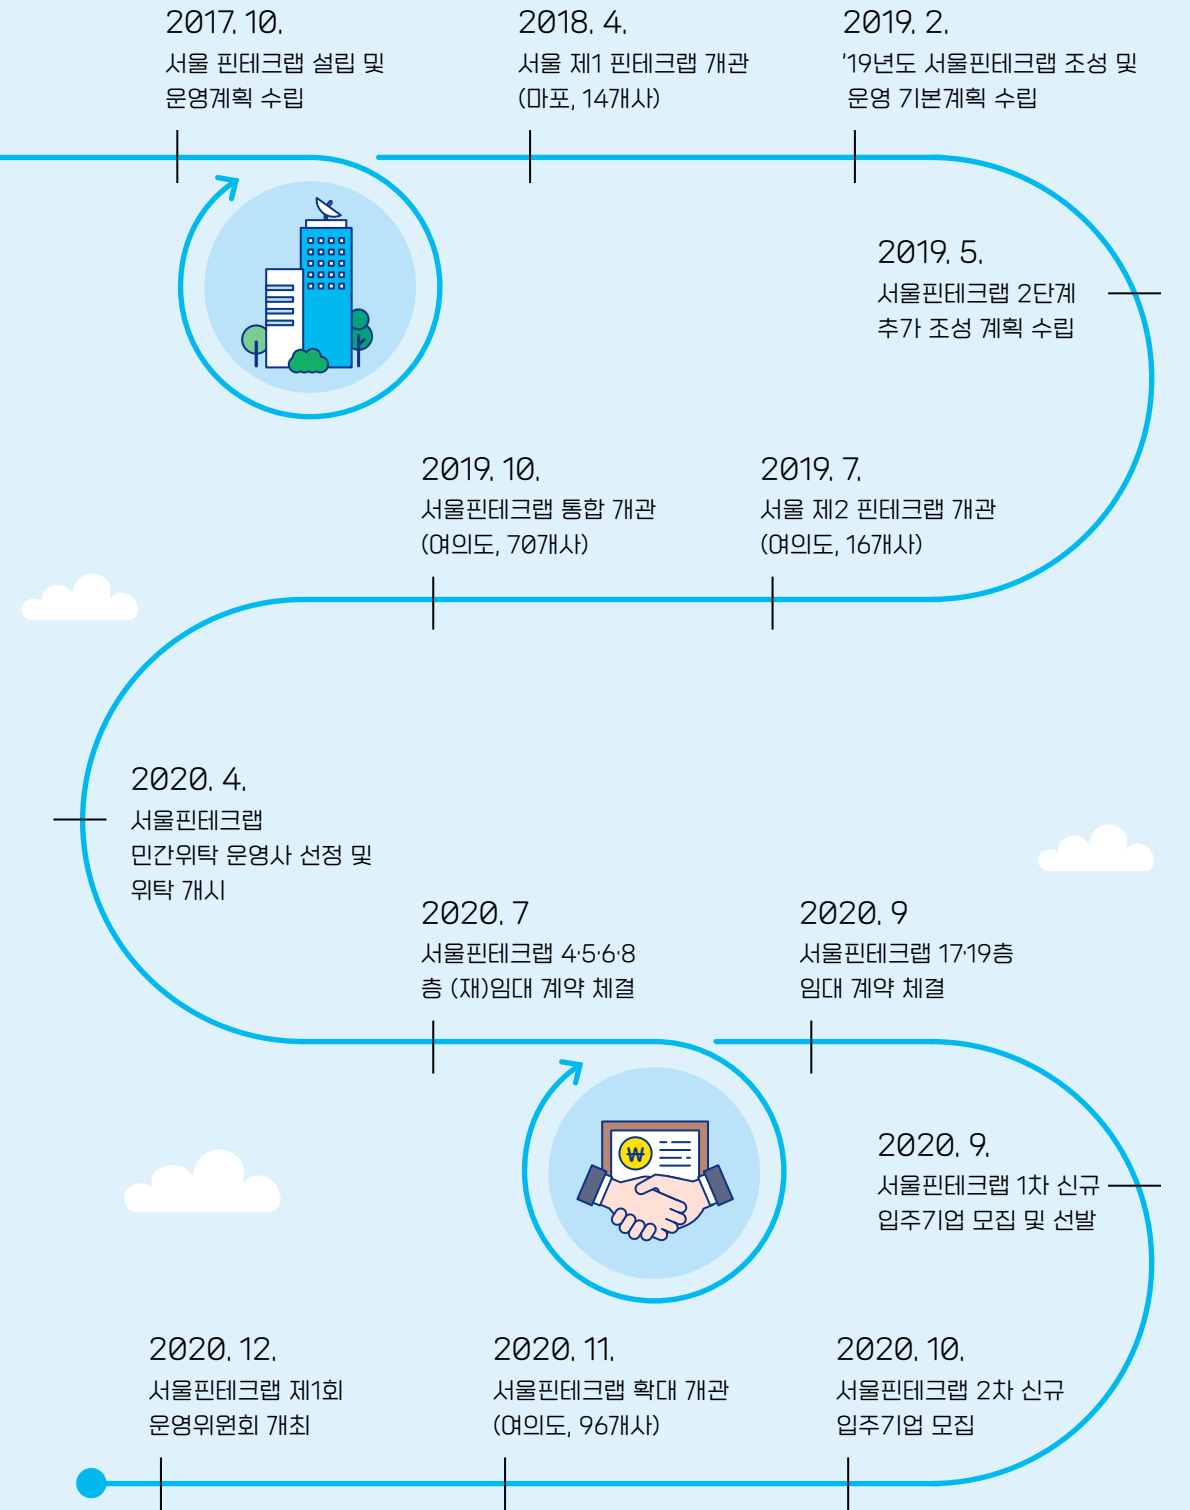 2017. 10.
서울 핀테크랩 설립 및
운영계획 수립
2018. 4.
서울 제1 핀테크랩 개관
(마포, 14개사)
2019. 2.
'19년도 서울핀테크랩 조성 및
운영 기본계획 수립
2019. 5.
서울핀테크랩 2단계
추가 조성 계획 수립
2019. 7.
서울 제2 핀테크랩 개관
(여의도, 16개사)
2019. 10.
서울핀테크랩 통합 개관
(여의도, 70개사)
2020. 4.
서울핀테크랩
민간위탁 운영사 선정 및
위탁 개시
2020. 7
서울핀테크랩 4·5·6·8
층 (재)임대 계약 체결
2020. 9
서울핀테크랩 17·19층
임대 계약 체결
₩
2020. 9.
서울핀테크랩 1차 신규
입주기업 모집 및 선발
2020. 10.
서울핀테크랩 2차 신규
입주기업 모집
2020. 11.
서울핀테크랩 확대 개관
(여의도, 96개사)
2020. 12.
서울핀테크랩 제1회
운영위원회 개최